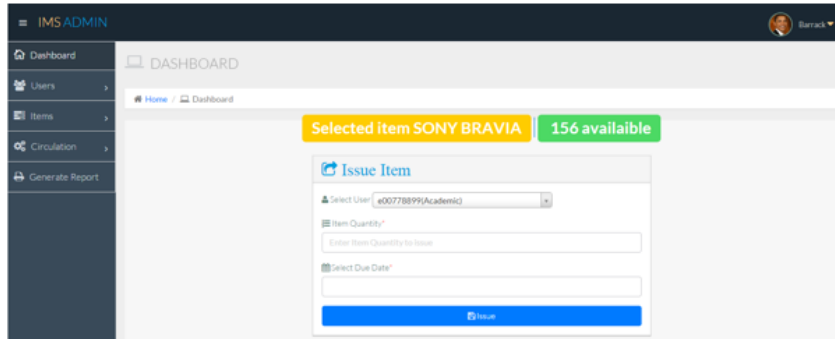 ≡ IMS ADMIN
Barrack
Dashboard
Users
Items
Circulation
Generate Report
DASHBOARD
Home / Dashboard
Selected item SONY BRAVIA
156 availaible
Issue Item
Select User e00778899(Academic)
Item Quantity*
Enter Item Quantity to issue
Select Due Date*
Issue